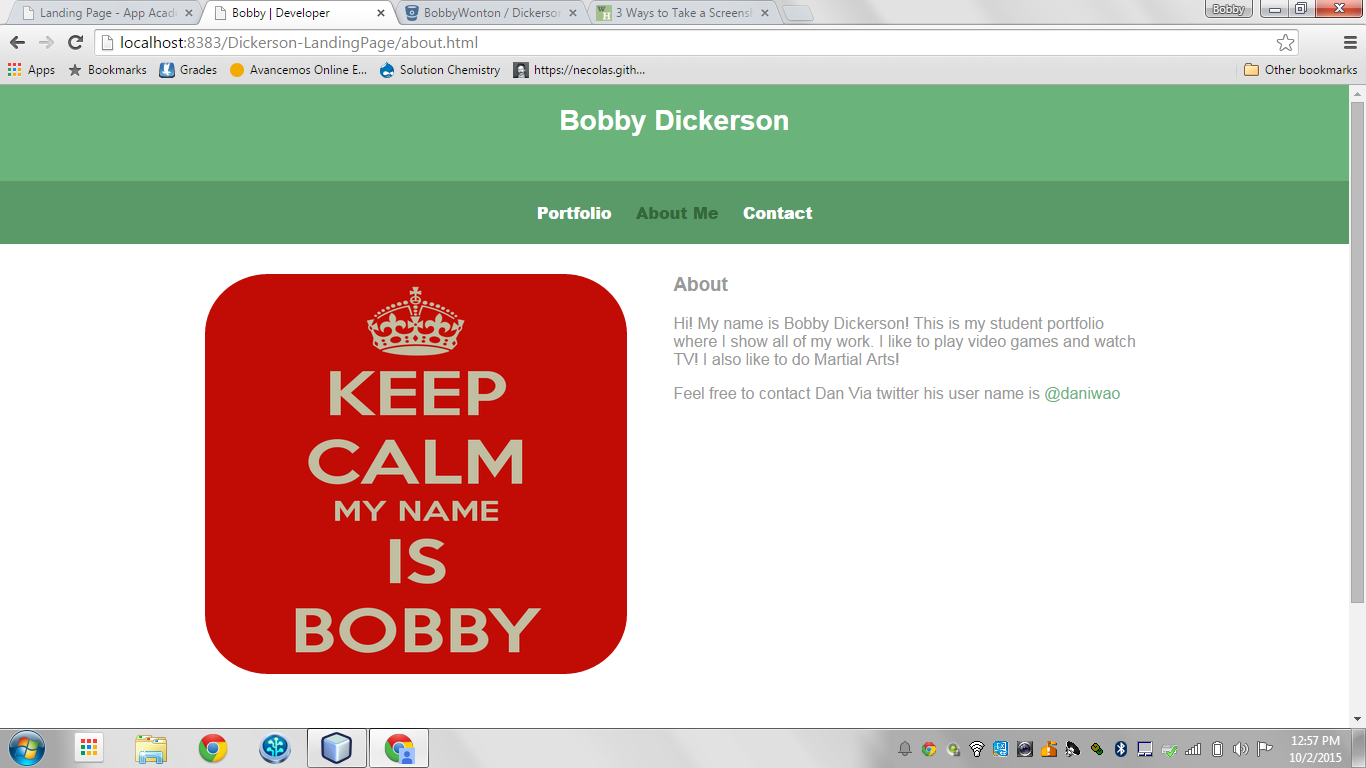 Landing Page - App Acad
Bobby | Developer
BobbyWonton / Dickerson
3 Ways to Take a Screensh
Bobby
localhost:8383/Dickerson-LandingPage/about.html
Apps
Bookmarks
Grades
Avancemos Online E...
Solution Chemistry
https://necolas.gith...
Other bookmarks
Bobby Dickerson
Portfolio
About Me
Contact
KEEP
CALM
MY NAME
IS
BOBBY
About
Hi! My name is Bobby Dickerson! This is my student portfolio
where I show all of my work. I like to play video games and watch
TV! I also like to do Martial Arts!
Feel free to contact Dan Via twitter his user name is @daniwao
12:57 PM
10/2/2015